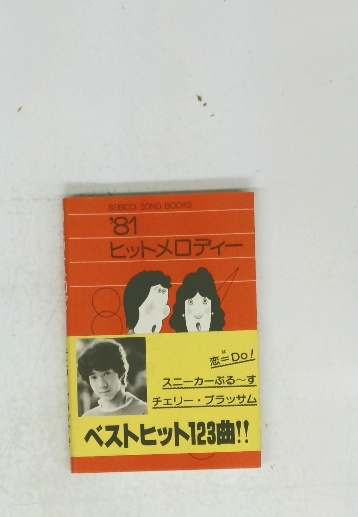 SEIBIDO SONG BOOKS
'81
ヒットメロディー
恋=Do!
スニーカーぶる〜す
チェリー・ブラッサム
ベストヒット123曲!!